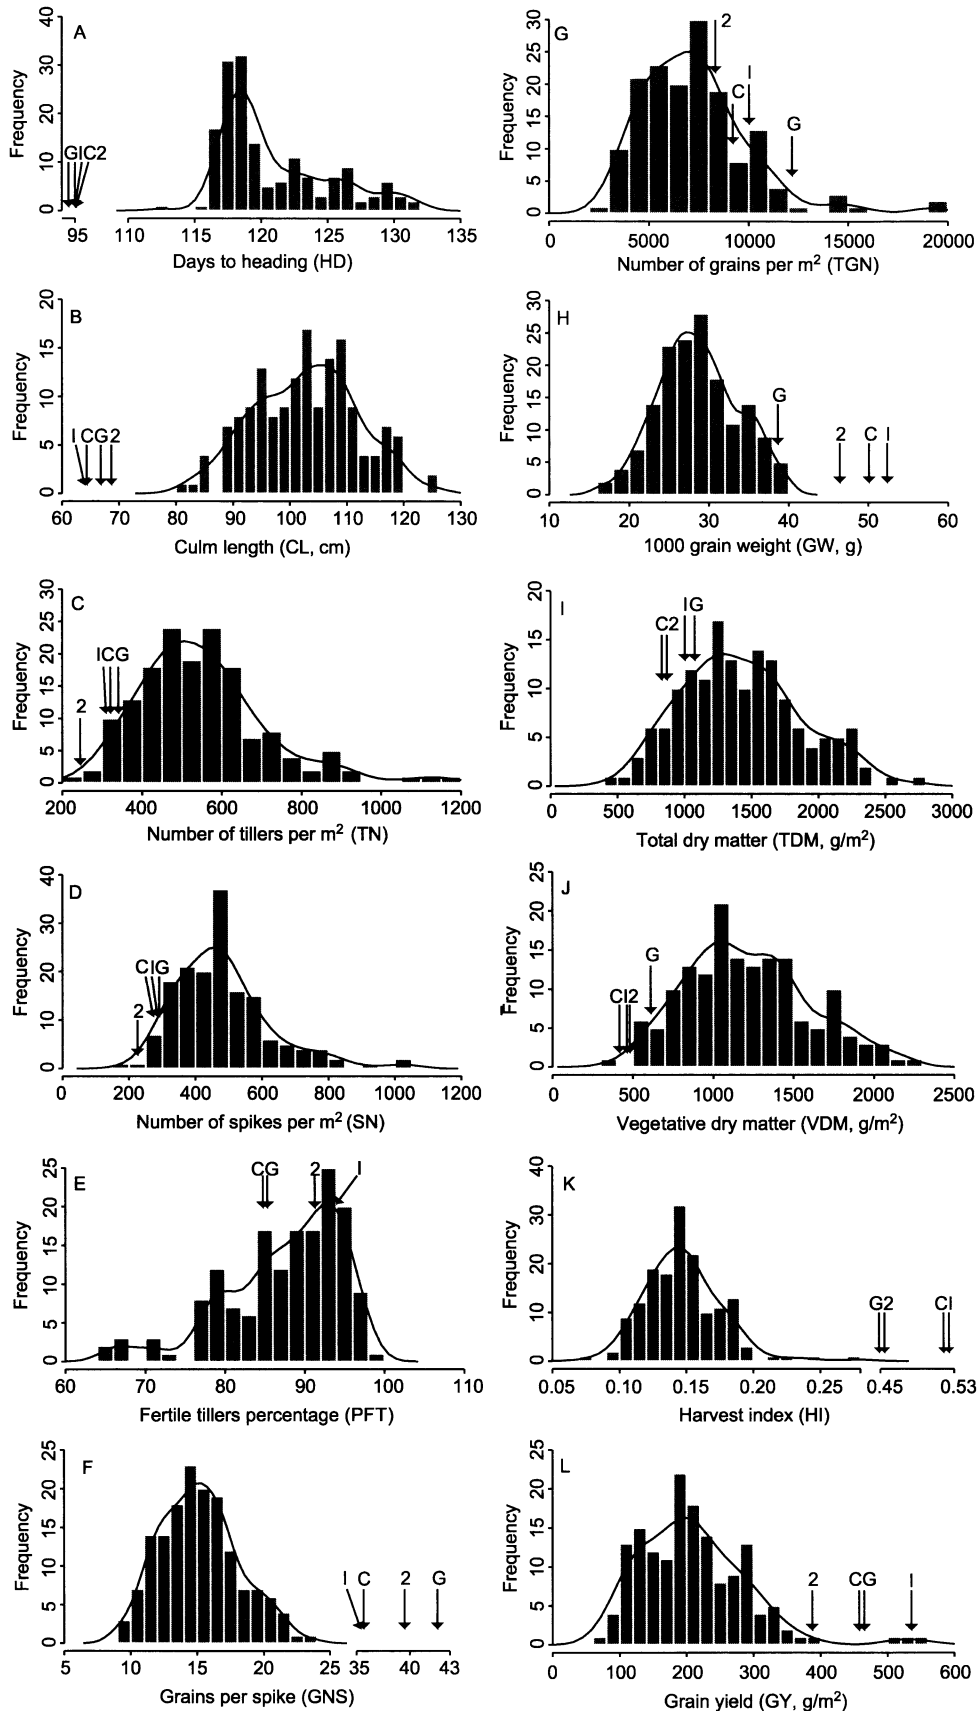 A
Frequency
0 10 20 30 40
GIC2
95 110 115 120 125 130 135
Days to heading (HD)
B
Frequency
0 5 10 15 20
I CG2
60 70 80 90 100 110 120 130
Culm length (CL, cm)
C
Frequency
0 5 10 15 20 25 30
ICG
2
200 400 600 800 1000 1200
Number of tillers per m² (TN)
D
Frequency
0 10 20 30 40
CIG
2
0 200 400 600 800 1000 1200
Number of spikes per m² (SN)
E
Frequency
0 5 10 15 20 25
CG 2 I
60 70 80 90 100 110
Fertile tillers percentage (PFT)
F
Frequency
0 5 10 15 20 25
I C 2 G
5 10 15 20 25 35 40 43
Grains per spike (GNS)
G
Frequency
0 5 10 15 20 25 30
2
I
C
G
0 5000 10000 15000 20000
Number of grains per m² (TGN)
H
Frequency
0 5 10 15 20 25 30
G
2 C I
10 20 30 40 50 60
1000 grain weight (GW, g)
I
Frequency
0 5 10 15 20
IG
C2
0 500 1000 1500 2000 2500 3000
Total dry matter (TDM, g/m²)
J
Frequency
0 5 10 15 20 25
G
CI2
0 500 1000 1500 2000 2500
Vegetative dry matter (VDM, g/m²)
K
Frequency
0 10 20 30 40
G2 CI
0.05 0.10 0.15 0.20 0.25 0.45 0.53
Harvest index (HI)
L
Frequency
0 5 10 15 20 25
2 CG I
0 100 200 300 400 500 600
Grain yield (GY, g/m²)